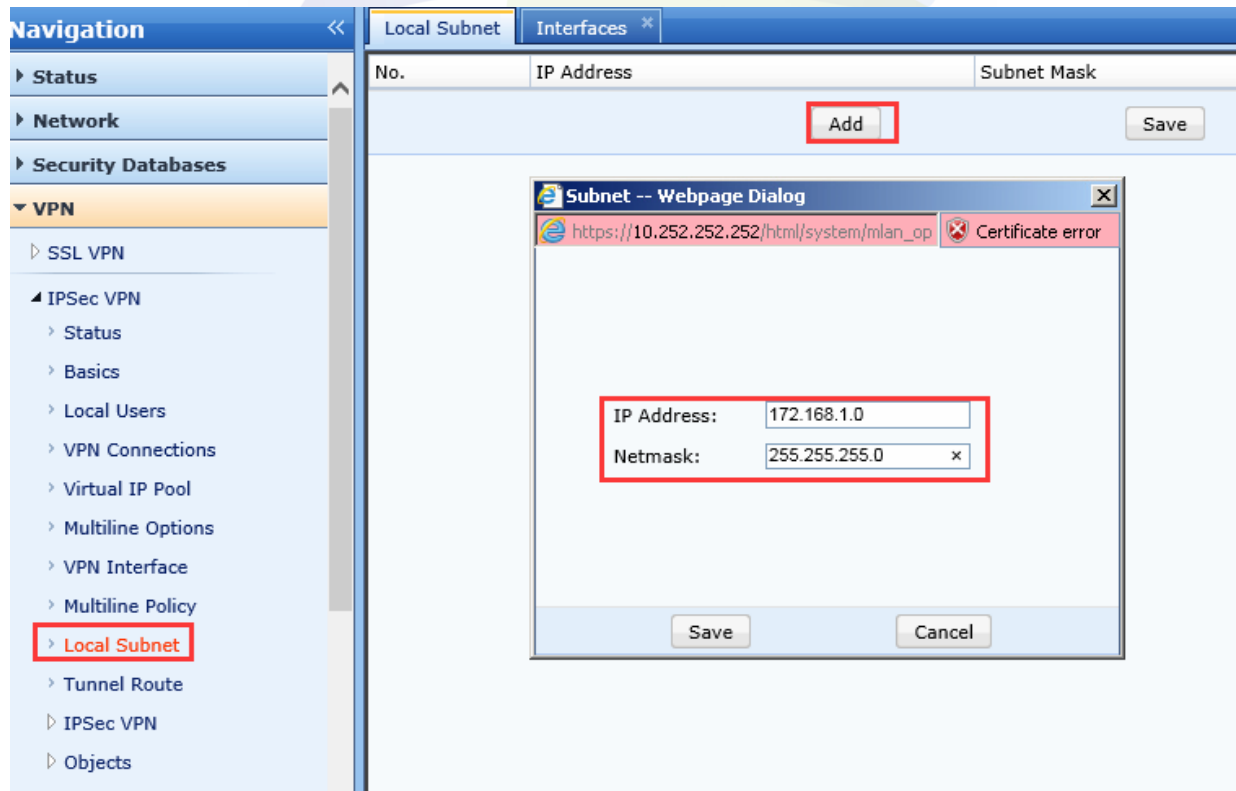 Navigation
Local Subnet
Interfaces
Status
No.
IP Address
Subnet Mask
Network
Add
Save
Security Databases
VPN
Subnet -- Webpage Dialog
https://10.252.252.252/html/system/mlan_op
Certificate error
SSL VPN
IPSec VPN
Status
Basics
Local Users
IP Address: 172.168.1.0
VPN Connections
Netmask: 255.255.255.0
Virtual IP Pool
Multiline Options
VPN Interface
Multiline Policy
Save
Cancel
Local Subnet
Tunnel Route
IPSec VPN
Objects